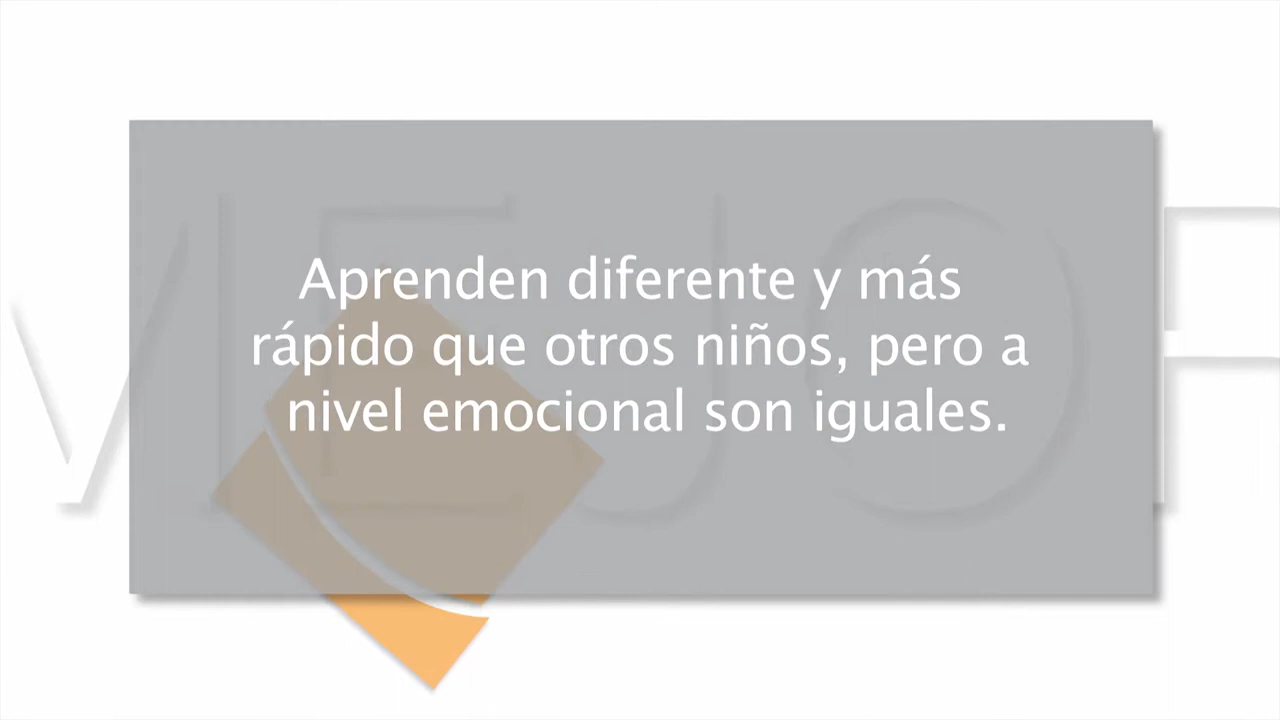 Aprenden diferente y más
rápido que otros niños, pero a
nivel emocional son iguales.